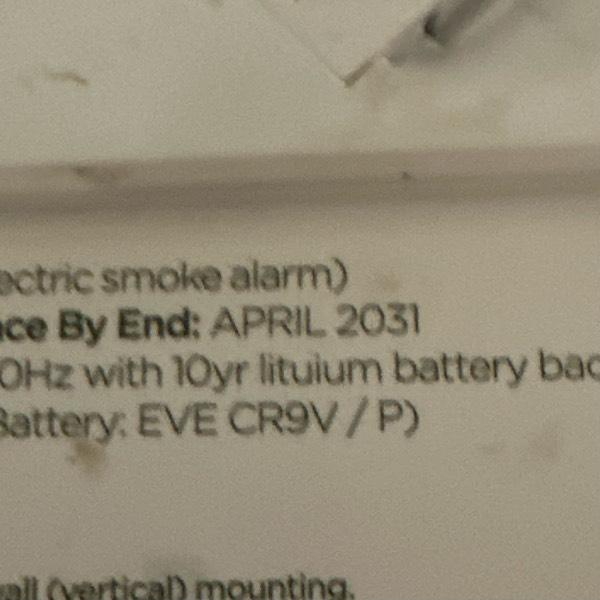 ectric smoke alarm)
ce By End: APRIL 2031
0Hz with 10yr lituium battery bac
Battery: EVE CR9V / P)
all (vertical) mounting.